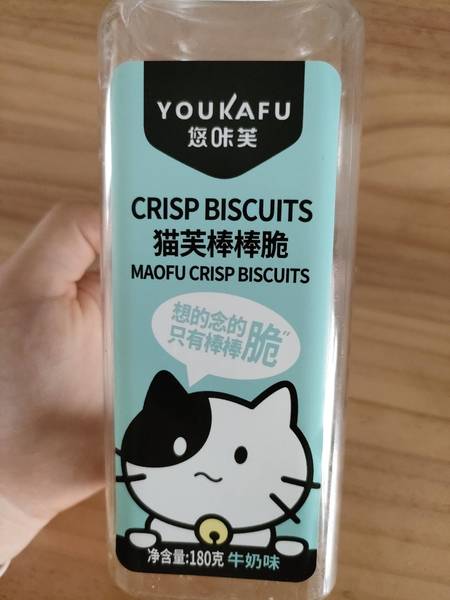 YOUKAFU
悠咔芙
CRISP BISCUITS
猫芙棒棒脆
MAOFU CRISP BISCUITS
想的念的
只有棒棒脆"
净含量:180克 牛奶味